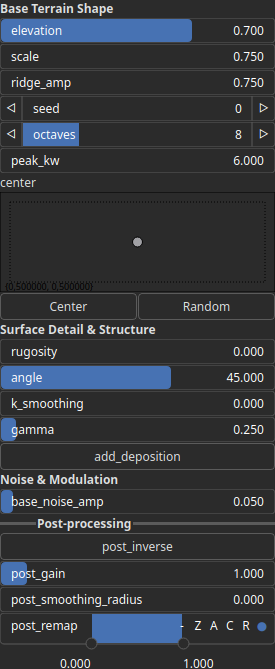 Base Terrain Shape
elevation 0.700
scale 0.750
ridge_amp 0.750
seed 0
octaves 8
peak_kw 6.000
center
(0.500000, 0.500000)
Center Random
Surface Detail & Structure
rugosity 0.000
angle 45.000
k_smoothing 0.000
gamma 0.250
add_deposition
Noise & Modulation
base_noise_amp 0.050
Post-processing
post_inverse
post_gain 1.000
post_smoothing_radius 0.000
post_remap - Z A C R
0.000 1.000